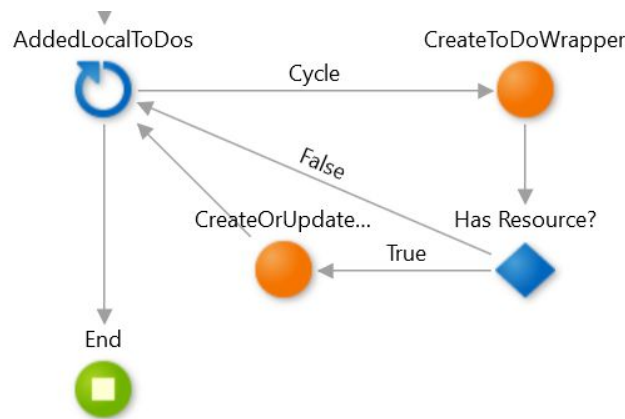 AddedLocalToDos
CreateToDoWrapper
Cycle
False
CreateOrUpdate...
Has Resource?
True
End